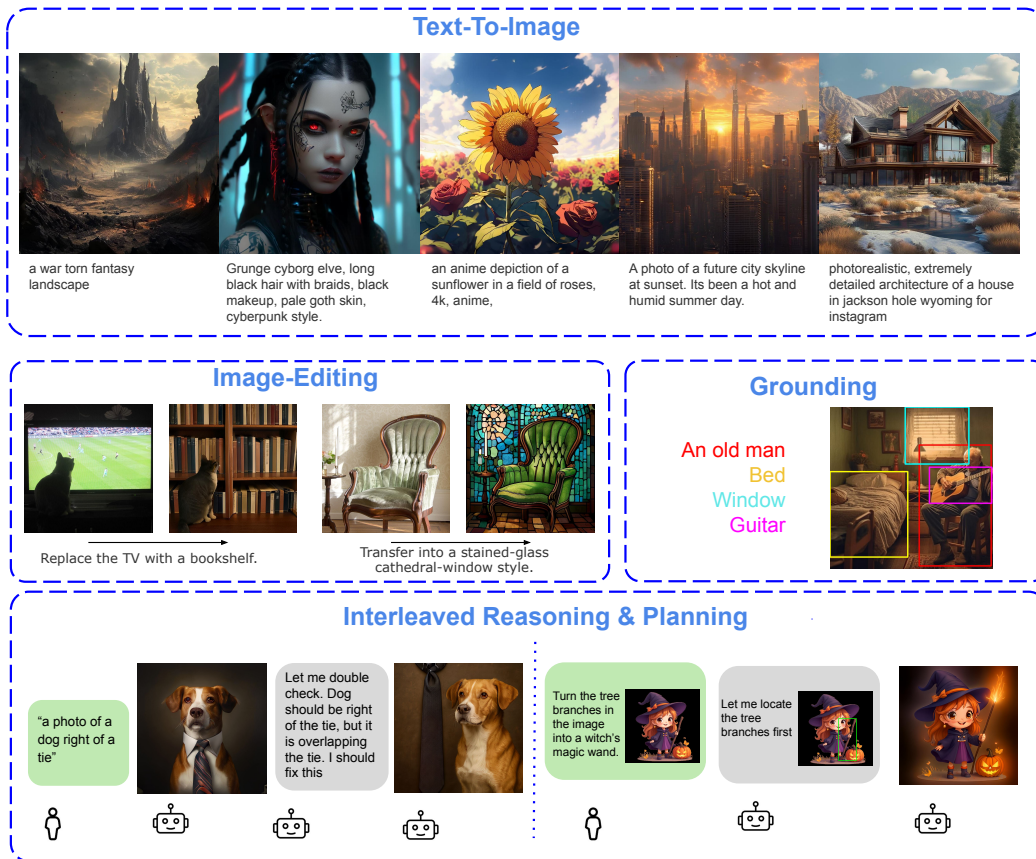 Text-To-Image
a war torn fantasy
landscape
Grunge cyborg elve, long
black hair with braids, black
makeup, pale goth skin,
cyberpunk style.
an anime depiction of a
sunflower in a field of roses,
4k, anime,
A photo of a future city skyline
at sunset. Its been a hot and
humid summer day.
photorealistic, extremely
detailed architecture of a house
in jackson hole wyoming for
instagram
Image-Editing
Replace the TV with a bookshelf.
Transfer into a stained-glass
cathedral-window style.
Grounding
An old man
Bed
Window
Guitar
Interleaved Reasoning & Planning
“a photo of a
dog right of a
tie”
Let me double
check. Dog
should be right
of the tie, but it
is overlapping
the tie. I should
fix this
Turn the tree
branches in
the image
into a witch’s
magic wand.
Let me locate
the tree
branches first